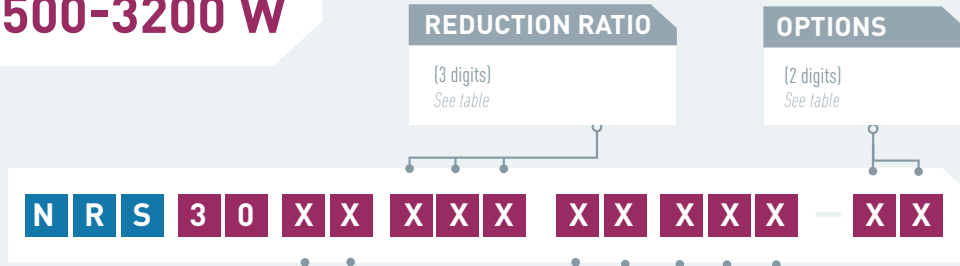 500-3200 W
REDUCTION RATIO
(3 digits)
See table
OPTIONS
(2 digits)
See table
N R S 3 0 X X X X X X X X X X – X X